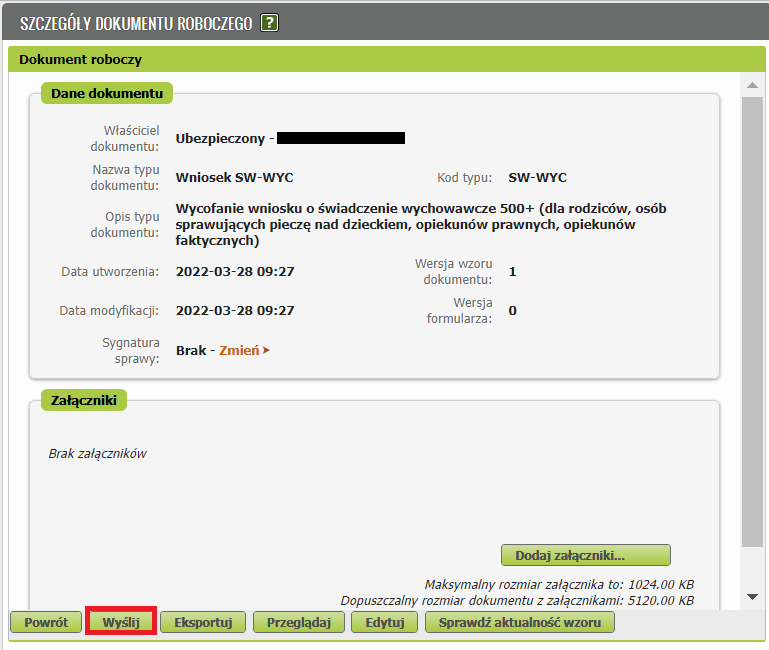 SZCZEGÓŁY DOKUMENTU ROBOCZEGO ?
Dokument roboczy
Dane dokumentu
Właściciel
dokumentu:
Ubezpieczony -
Nazwa typu
dokumentu:
Wniosek SW-WYC
Kod typu:
SW-WYC
Opis typu
dokumentu:
Wycofanie wniosku o świadczenie wychowawcze 500+ (dla rodziców, osób
sprawujących pieczę nad dzieckiem, opiekunów prawnych, opiekunów
faktycznych)
Data utworzenia:
2022-03-28 09:27
Wersja wzoru
dokumentu:
1
Data modyfikacji:
2022-03-28 09:27
Wersja
formularza:
0
Sygnatura
sprawy:
Brak - Zmień
Załączniki
Brak załączników
Dodaj załączniki...
Maksymalny rozmiar załącznika to: 1024.00 KB
Dopuszczalny rozmiar dokumentu z załącznikami: 5120.00 KB
Powrót
Wyślij
Eksportuj
Przeglądaj
Edytuj
Sprawdź aktualność wzoru